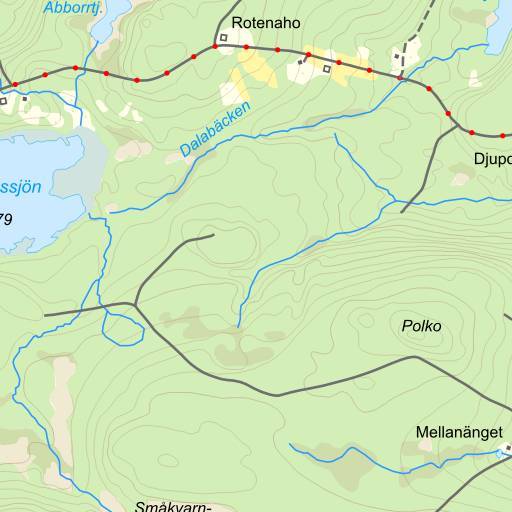 Abborrtj.
Rotenaho
Dalabäcken
Djupo
ssjön
79
Polko
Mellanänget
Småkvarn-